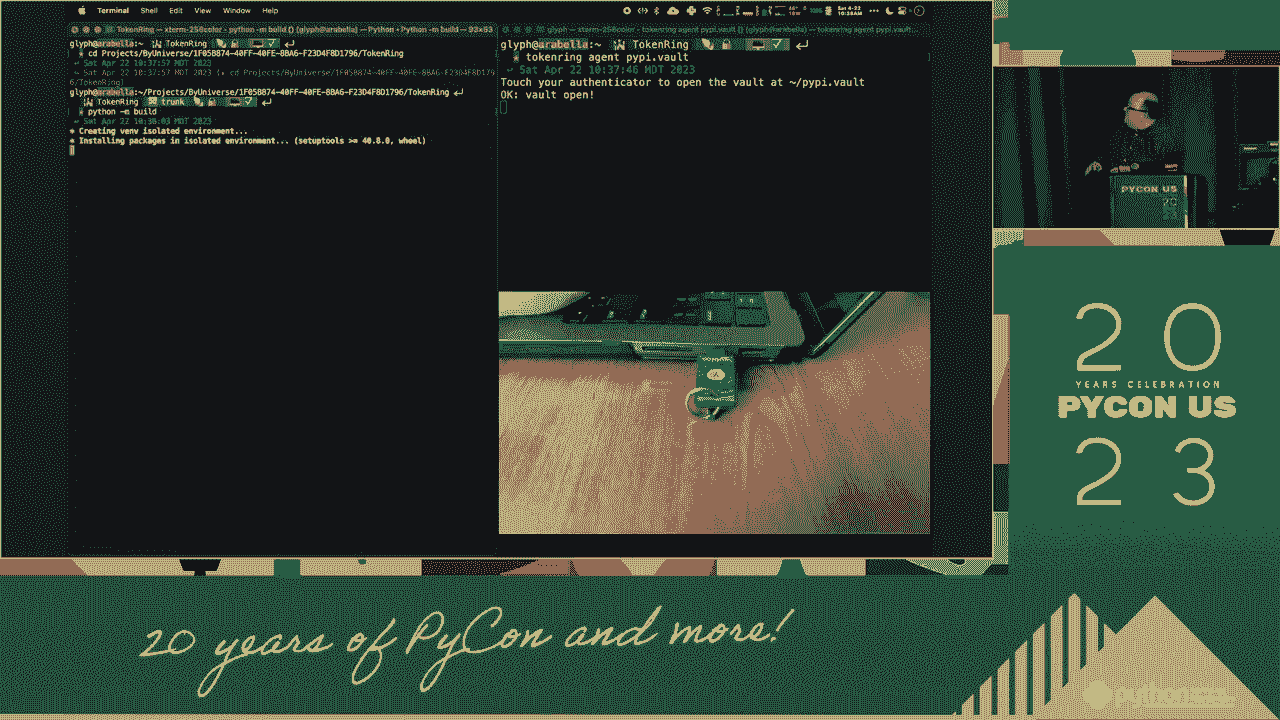 Terminal Shell Edit View Window Help
Sat 4-22
10:38AM
TokenRing — xterm-256color - python -m build () (glyph@arabella) — Python • Python -m build — 93×53
glyph@arabella:~ TokenRing
cd Projects/ByUniverse/1F05B874-40FF-40FE-8BA6-F23D4F8D1796/TokenRing
Sat Apr 22 10:37:57 MDT 2023
Sat Apr 22 10:37:57 MDT 2023 cd Projects/ByUniverse/1F05B874-40FF-40FE-8BA6-F23D4F8D179
6/TokenRing
glyph@arabella:~/Projects/ByUniverse/1F05B874-40FF-40FE-8BA6-F23D4F8D1796/TokenRing
TokenRing trunk
python -m build
Sat Apr 22 10:38:03 MDT 2023
* Creating venv isolated environment...
* Installing packages in isolated environment... (setuptools >= 40.8.0, wheel)
glyph — xterm-256color - tokenring agent pypi.vault () (glyph@arabella) — tokenring agent pypi.vault...
glyph@arabella:~ TokenRing
tokenring agent pypi.vault
Sat Apr 22 10:37:46 MDT 2023
Touch your authenticator to open the vault at ~/pypi.vault
OK: vault open!
PYCON US
20
20
YEARS CELEBRATION
PYCON US
23
20 years of PyCon and more!